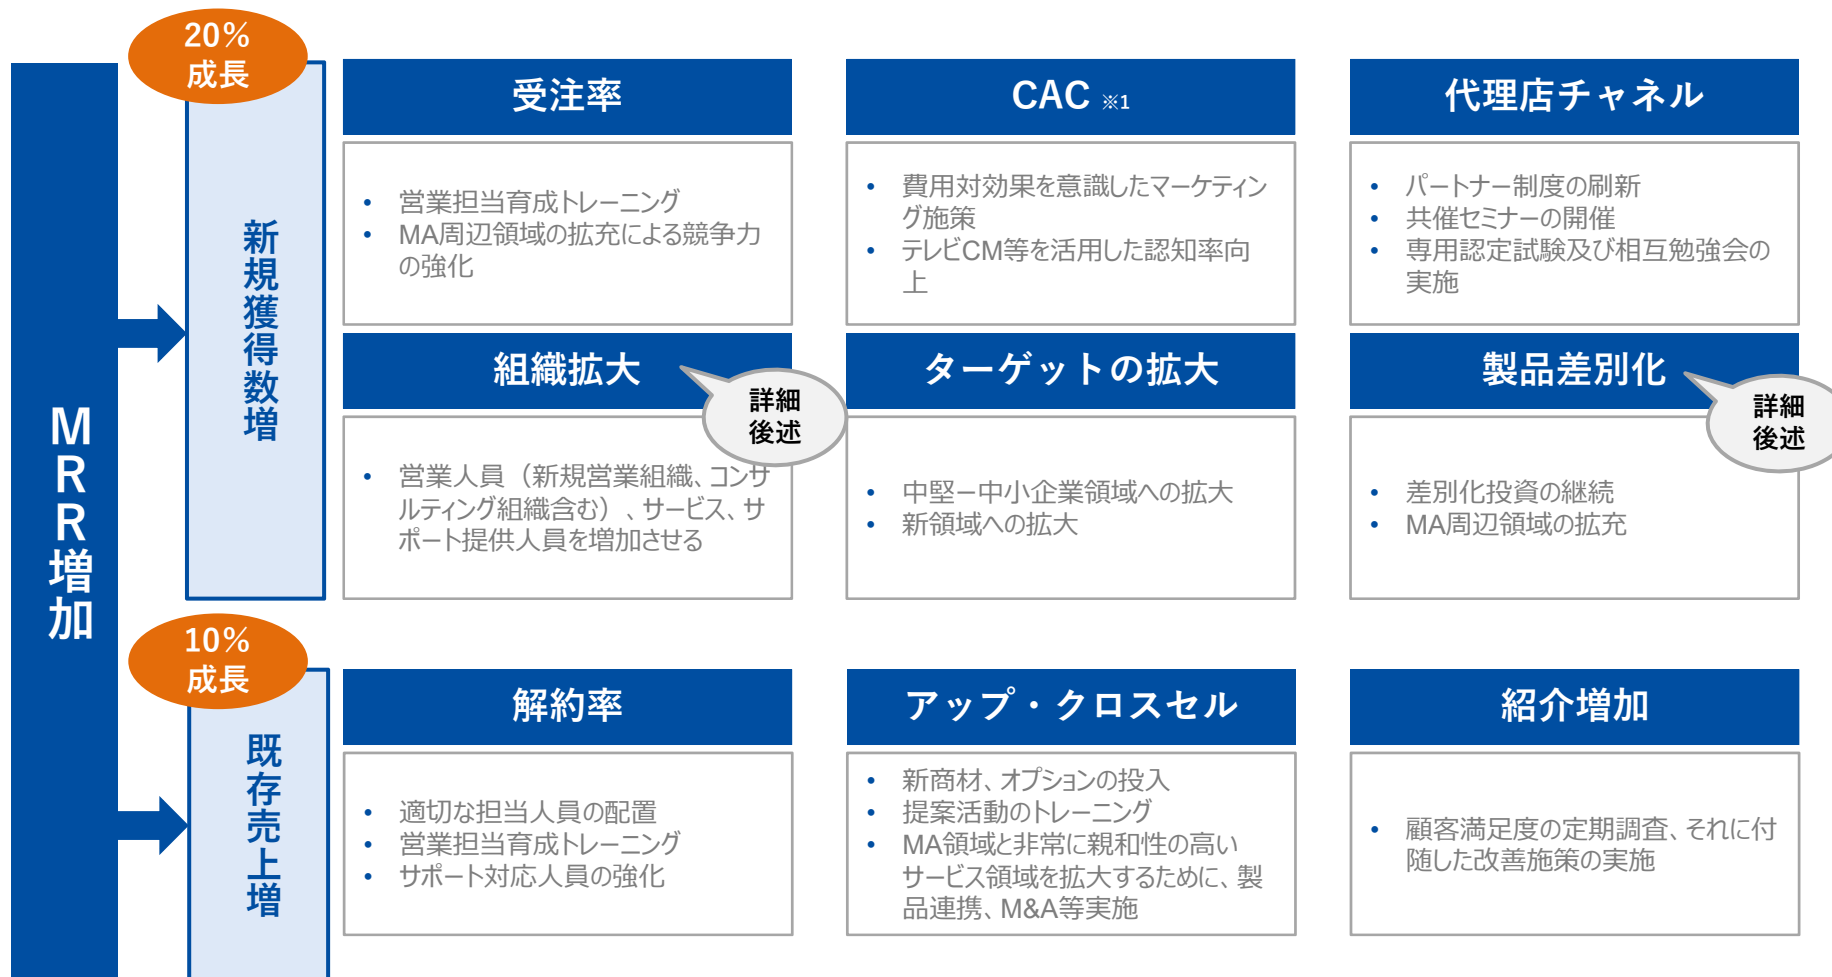 MRR増加
20%
成長
新規獲得数増
受注率
• 営業担当育成トレーニング
• MA周辺領域の拡充による競争力
の強化
CAC ※1
• 費用対効果を意識したマーケティン
グ施策
• テレビCM等を活用した認知率向
上
代理店チャネル
• パートナー制度の刷新
• 共催セミナーの開催
• 専用認定試験及び相互勉強会の
実施
組織拡大
詳細
後述
• 営業人員（新規営業組織、コンサ
ルティング組織含む）、サービス、サ
ポート提供人員を増加させる
ターゲットの拡大
• 中堅－中小企業領域への拡大
• 新領域への拡大
製品差別化
詳細
後述
• 差別化投資の継続
• MA周辺領域の拡充
10%
成長
既存売上増
解約率
• 適切な担当人員の配置
• 営業担当育成トレーニング
• サポート対応人員の強化
アップ・クロスセル
• 新商材、オプションの投入
• 提案活動のトレーニング
• MA領域と非常に親和性の高い
サービス領域を拡大するために、製
品連携、M&A等実施
紹介増加
• 顧客満足度の定期調査、それに付
随した改善施策の実施